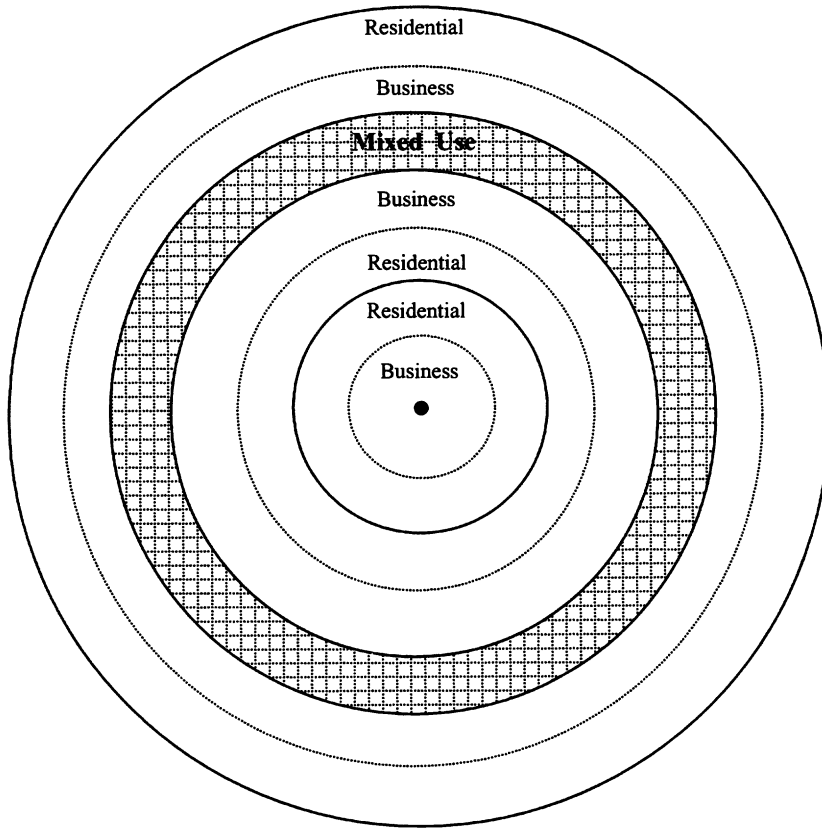 Residential
Business
Mixed Use
Business
Residential
Residential
Business